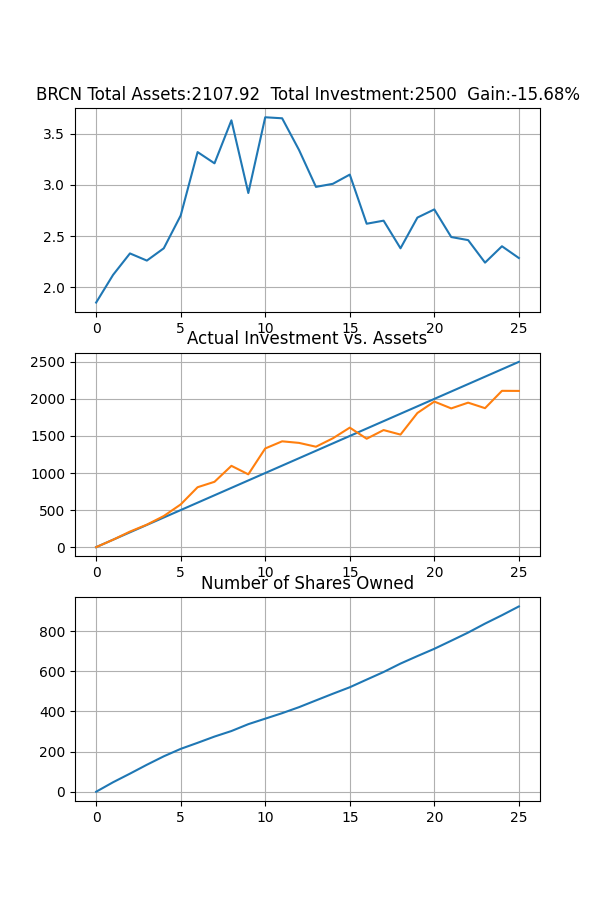 BRCN Total Assets:2107.92  Total Investment:2500  Gain:-15.68%
3.5
3.0
2.5
2.0
0 5 10 15 20 25
Actual Investment vs. Assets
2500
2000
1500
1000
500
0
0 5 10 15 20 25
Number of Shares Owned
800
600
400
200
0
0 5 10 15 20 25